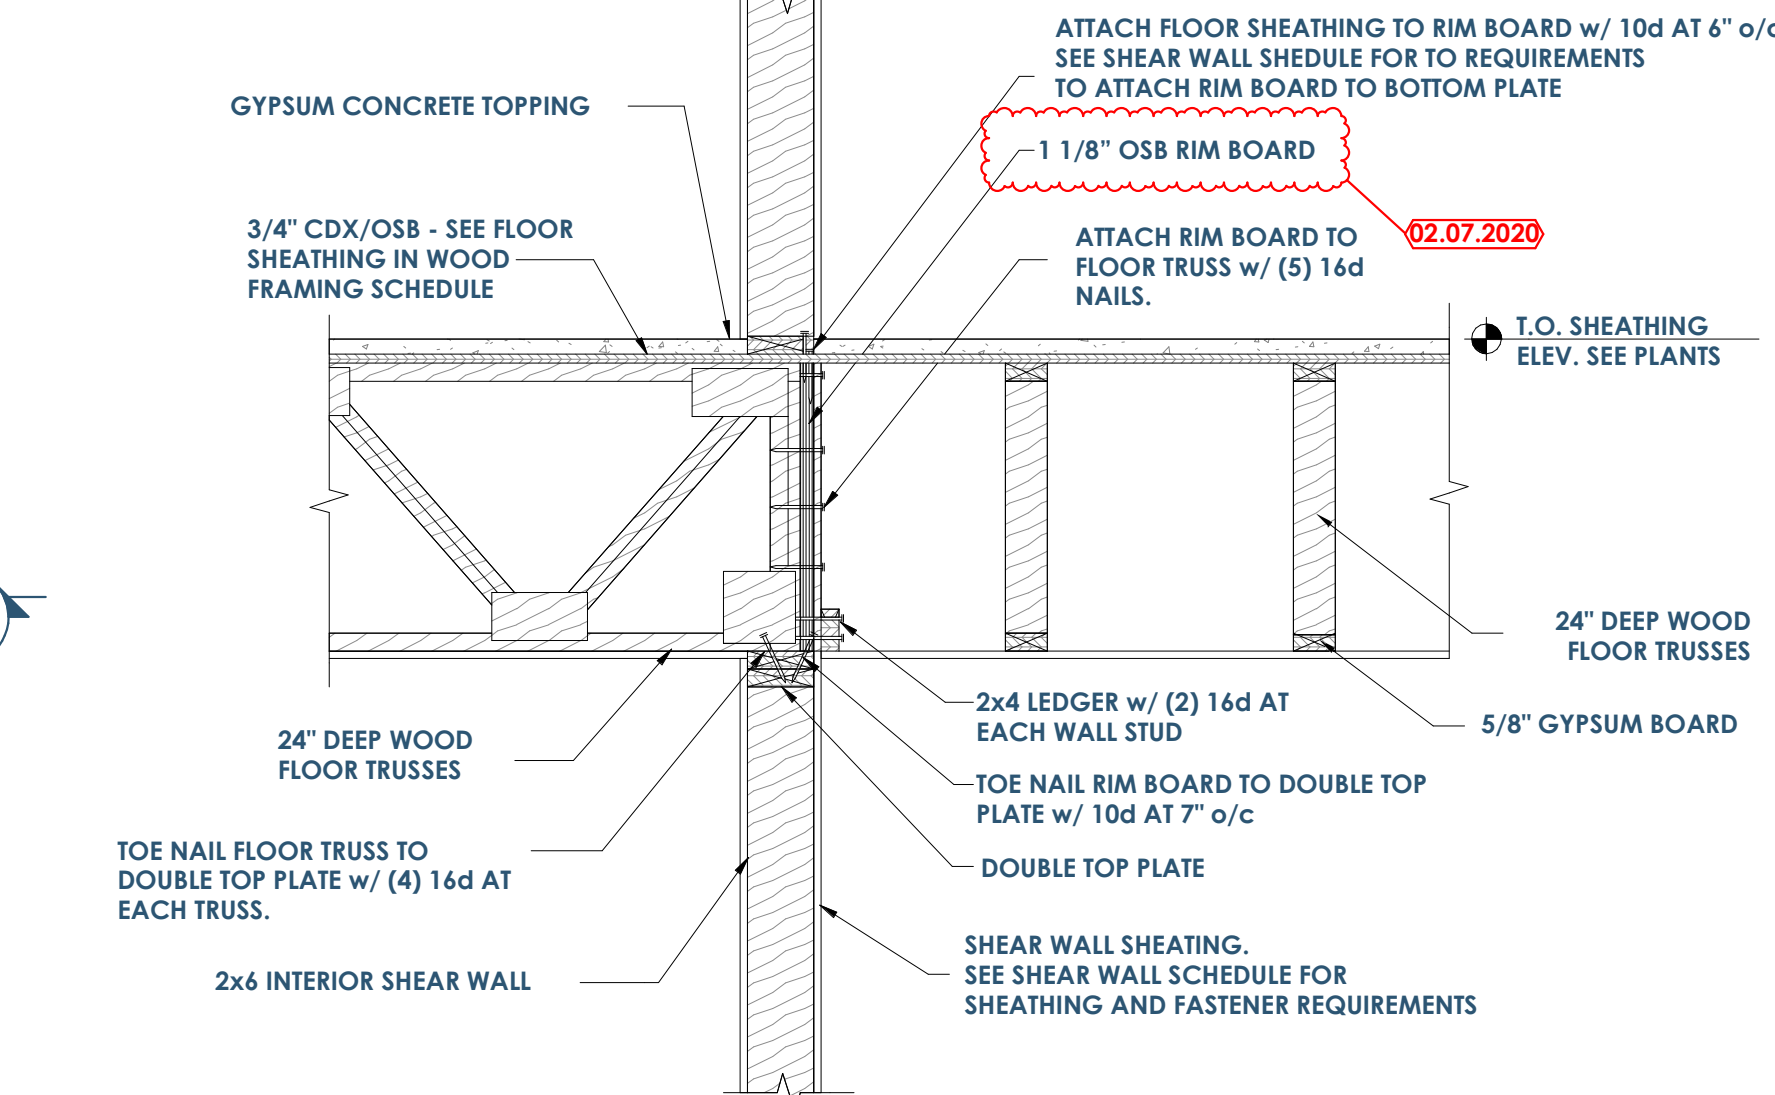 ATTACH FLOOR SHEATHING TO RIM BOARD w/ 10d AT 6" o/c
SEE SHEAR WALL SHEDULE FOR TO REQUIREMENTS
TO ATTACH RIM BOARD TO BOTTOM PLATE
GYPSUM CONCRETE TOPPING
1 1/8” OSB RIM BOARD
02.07.2020
3/4" CDX/OSB - SEE FLOOR
SHEATHING IN WOOD
FRAMING SCHEDULE
ATTACH RIM BOARD TO
FLOOR TRUSS w/ (5) 16d
NAILS.
T.O. SHEATHING
ELEV. SEE PLANTS
24" DEEP WOOD
FLOOR TRUSSES
5/8" GYPSUM BOARD
2x4 LEDGER w/ (2) 16d AT
EACH WALL STUD
24" DEEP WOOD
FLOOR TRUSSES
TOE NAIL RIM BOARD TO DOUBLE TOP
PLATE w/ 10d AT 7" o/c
TOE NAIL FLOOR TRUSS TO
DOUBLE TOP PLATE w/ (4) 16d AT
EACH TRUSS.
DOUBLE TOP PLATE
SHEAR WALL SHEATING.
SEE SHEAR WALL SCHEDULE FOR
SHEATHING AND FASTENER REQUIREMENTS
2x6 INTERIOR SHEAR WALL